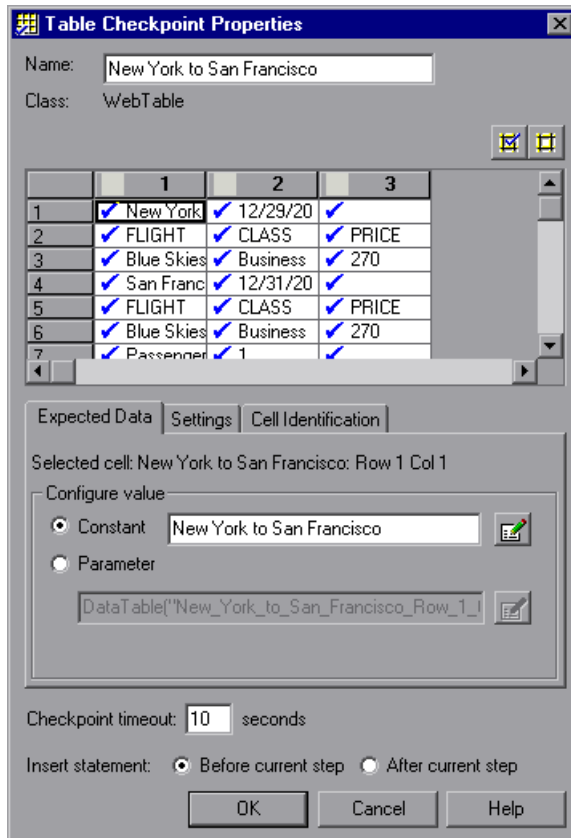 Table Checkpoint Properties
Name: New York to San Francisco
Class: WebTable
1 2 3
1 New York 12/29/20
2 FLIGHT CLASS PRICE
3 Blue Skies Business 270
4 San Franc 12/31/20
5 FLIGHT CLASS PRICE
6 Blue Skies Business 270
7 Passenger 1
Expected Data Settings Cell Identification
Selected cell: New York to San Francisco: Row 1 Col 1
Configure value
Constant New York to San Francisco
Parameter
DataTable("New_York_to_San_Francisco_Row_1_
Checkpoint timeout: 10 seconds
Insert statement: Before current step After current step
OK Cancel Help